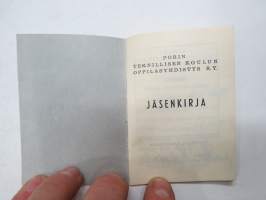 PORIN
TEKNILLISEN KOULUN
OPPILASYHDISTYS R.Y.
JÄSENKIRJA